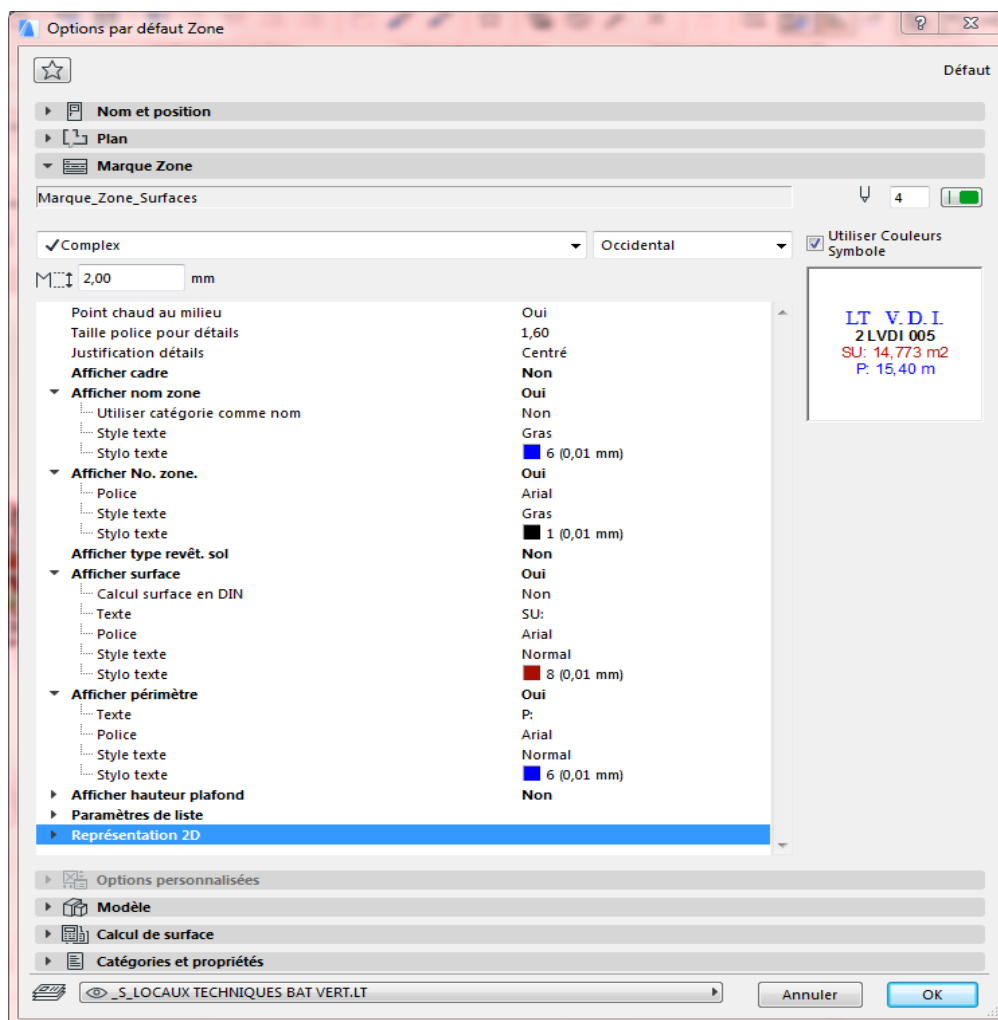 Options par défaut Zone
Défaut
Nom et position
Plan
Marque Zone
Marque_Zone_Surfaces
4
✓Complex
Occidental
Utiliser Couleurs
Symbole
2,00 mm
Point chaud au milieu Oui
Taille police pour détails 1,60
Justification détails Centré
Afficher cadre Non
Afficher nom zone Oui
Utiliser catégorie comme nom Non
Style texte Gras
Stylo texte 6 (0,01 mm)
Afficher No. zone. Oui
Police Arial
Style texte Gras
Stylo texte 1 (0,01 mm)
Afficher type revêt. sol Non
Afficher surface Oui
Calcul surface en DIN Non
Texte SU:
Police Arial
Style texte Normal
Stylo texte 8 (0,01 mm)
Afficher périmètre Oui
Texte P:
Police Arial
Style texte Normal
Stylo texte 6 (0,01 mm)
Afficher hauteur plafond Non
Paramètres de liste
Représentation 2D
LT V.D.I.
2 LVDI 005
SU: 14,773 m2
P: 15,40 m
Options personnalisées
Modèle
Calcul de surface
Catégories et propriétés
_S_LOCAUX TECHNIQUES BAT VERT.LT
Annuler
OK